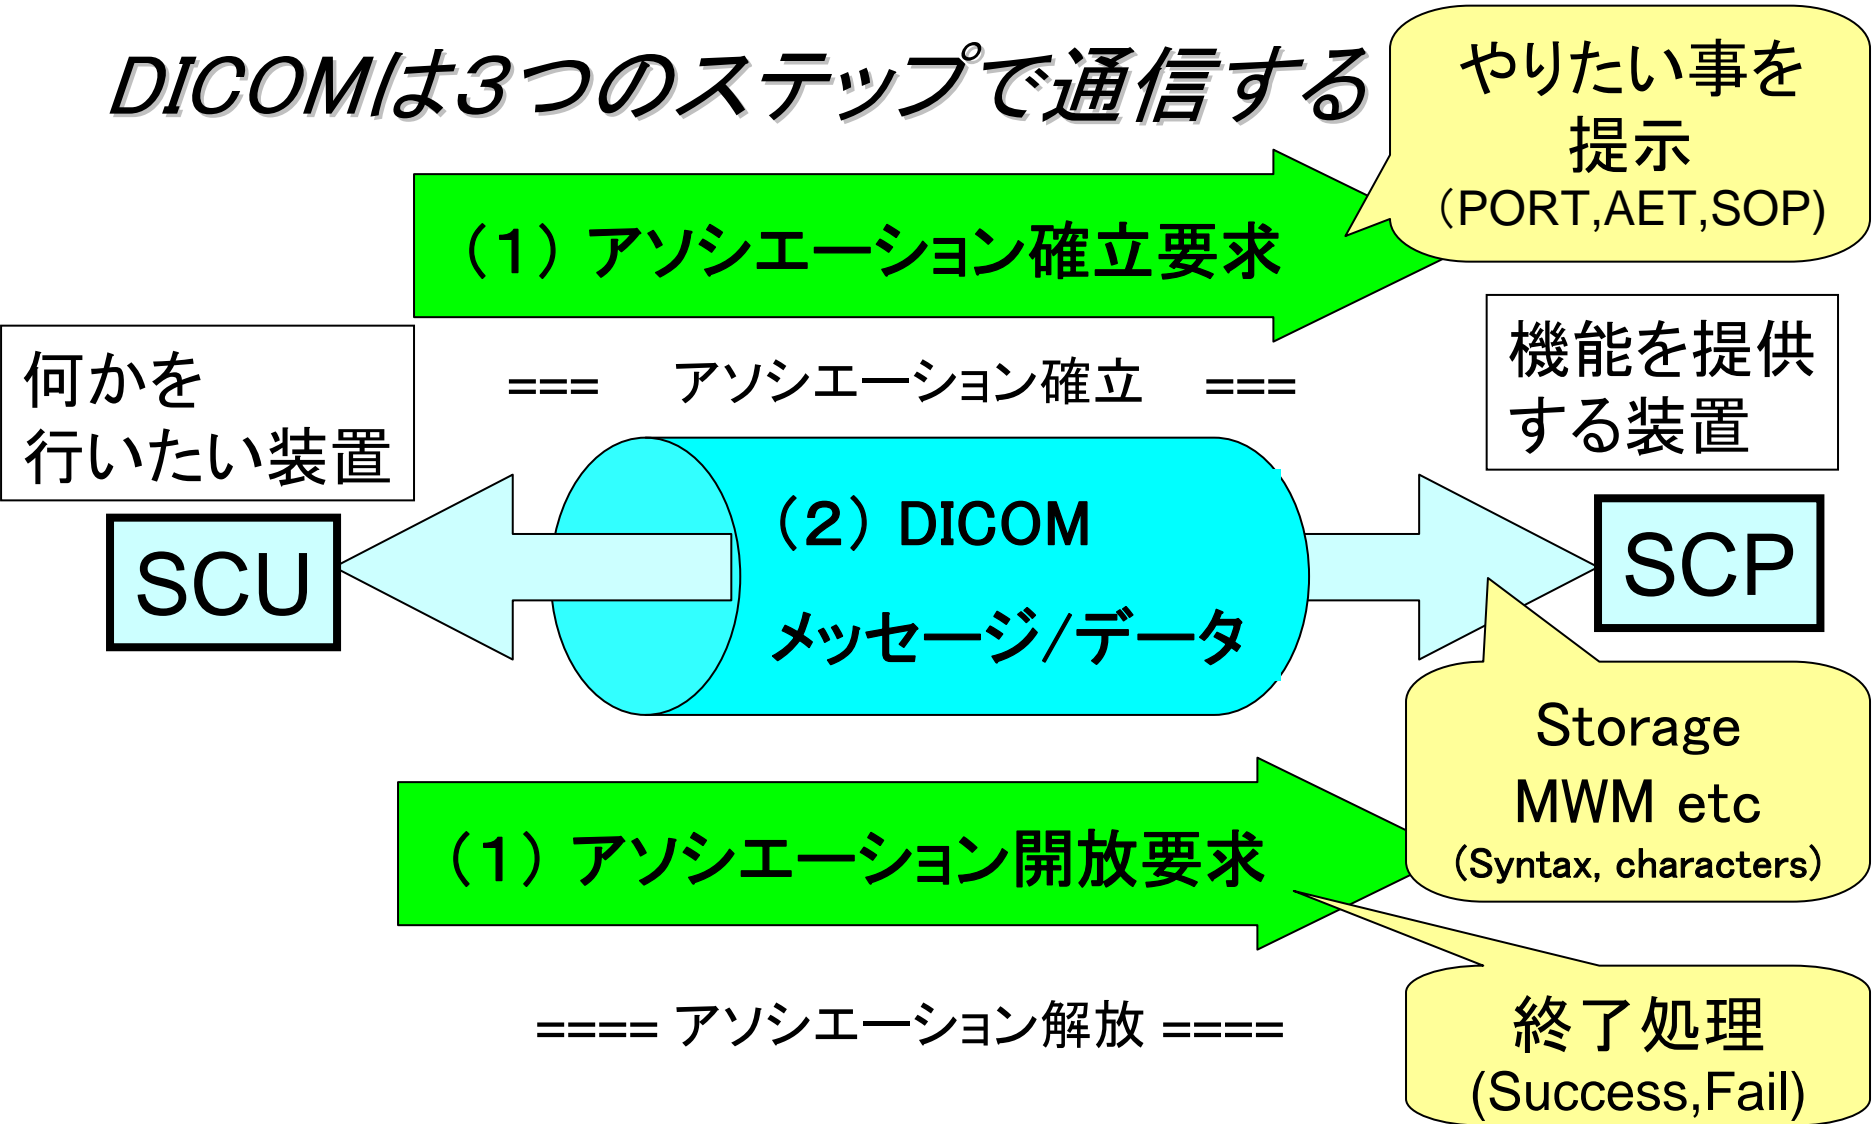 DICOMは３つのステップで通信する
やりたい事を
提示
（PORT,AET,SOP)
（１）アソシエーション確立要求
何かを
行いたい装置
=== アソシエーション確立 ===
機能を提供
する装置
SCU
（２）DICOM
メッセージ/データ
SCP
Storage
MWM etc
（Syntax, characters）
（１）アソシエーション開放要求
==== アソシエーション解放 ====
終了処理
(Success,Fail)